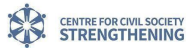 CENTRE FOR CIVIL SOCIETY
STRENGTHENING